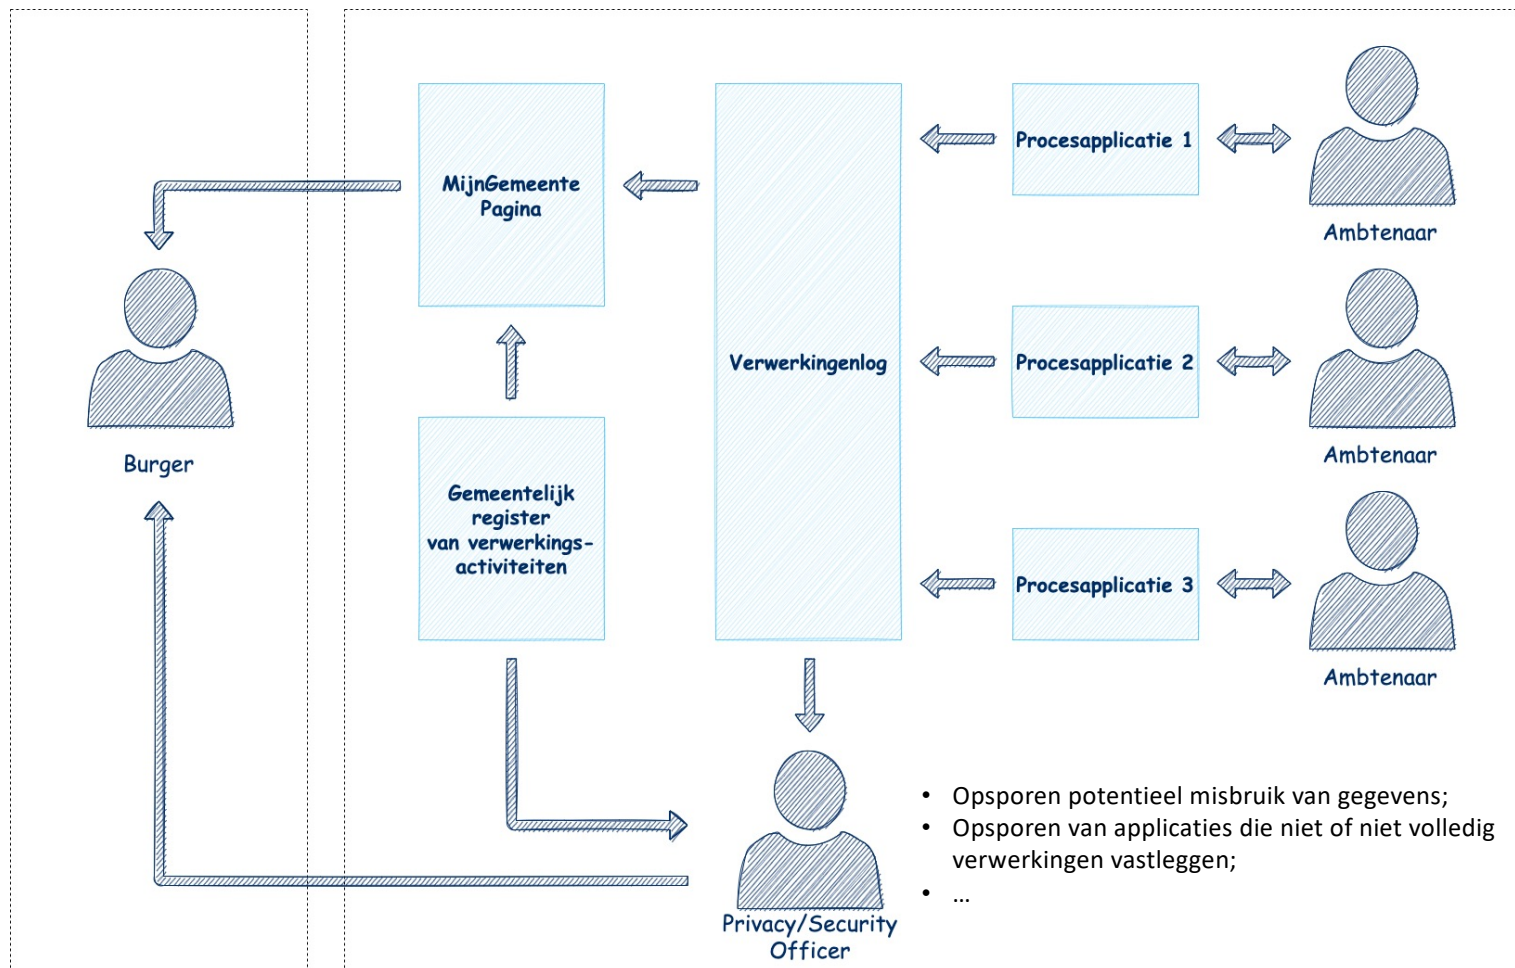 MijnGemeente
Pagina
Verwerkingenlog
Procesapplicatie 1
Ambtenaar
Procesapplicatie 2
Ambtenaar
Procesapplicatie 3
Ambtenaar
Burger
Gemeentelijk
register
van verwerkings-
activiteiten
Privacy/Security
Officer
• Opsporen potentieel misbruik van gegevens;
• Opsporen van applicaties die niet of niet volledig
verwerkingen vastleggen;
• ...